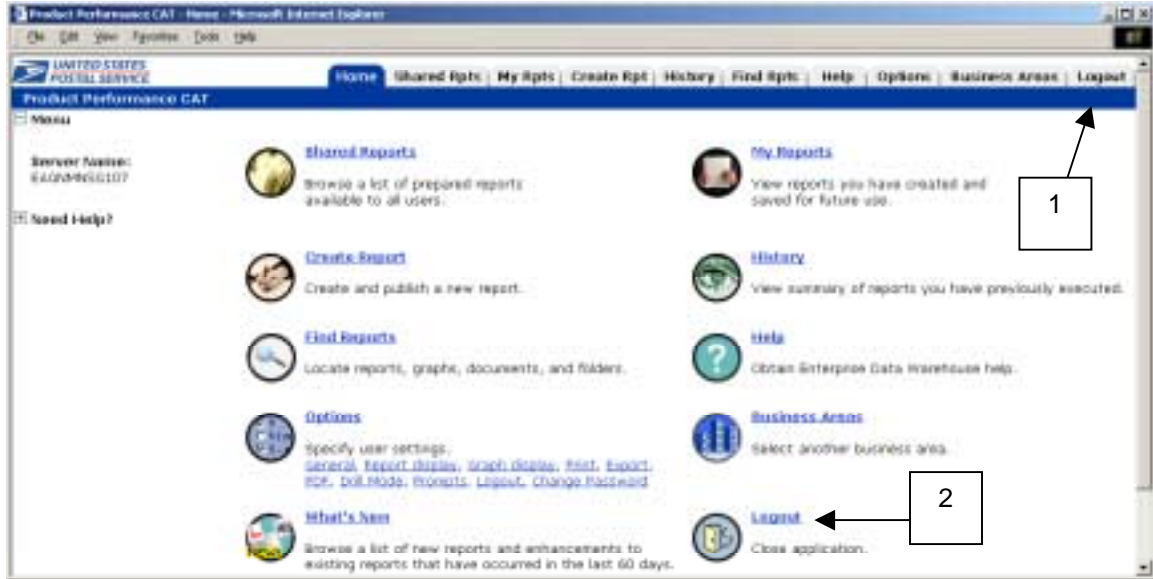 Product Performance CAT - Home - Microsoft Internet Explorer
File Edit View Favorites Tools Help
UNITED STATES
POSTAL SERVICE
Home Shared Rpts My Rpts Create Rpt History Find Rpts Help Options Business Areas Logout
Product Performance CAT
Menu
Server Name:
Need Help?
Shared Reports
Browse a list of prepared reports
available to all users.
My Reports
View reports you have created and
saved for future use.
1
Create Report
Create and publish a new report.
History
View summary of reports you have previously executed.
Find Reports
Locate reports, graphs, documents, and folders.
Help
Obtain Enterprise Data Warehouse help.
Options
Specify user settings.
General, Report display, Graph display, Print, Export,
PDF, Drill Mode, Prompts, Logout, Change Password
Business Areas
Select another business area.
What's New
Browse a list of new reports and enhancements to
existing reports that have occurred in the last 60 days.
Logout
Close application.
2